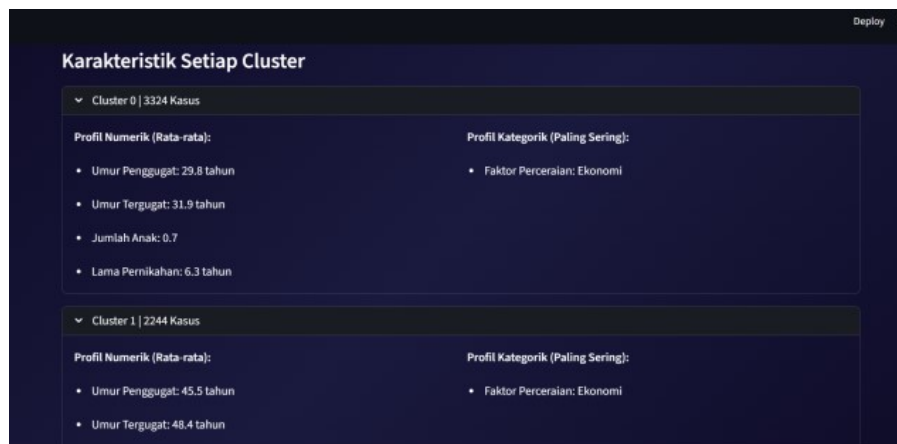 Deploy
Karakteristik Setiap Cluster
Cluster 0 | 3324 Kasus
Profil Numerik (Rata-rata):
Profil Kategorik (Paling Sering):
• Umur Penggugat: 29.8 tahun
• Faktor Perceraian: Ekonomi
• Umur Tergugat: 31.9 tahun
• Jumlah Anak: 0.7
• Lama Pernikahan: 6.3 tahun
Cluster 1 | 2244 Kasus
Profil Numerik (Rata-rata):
Profil Kategorik (Paling Sering):
• Umur Penggugat: 45.5 tahun
• Faktor Perceraian: Ekonomi
• Umur Tergugat: 48.4 tahun